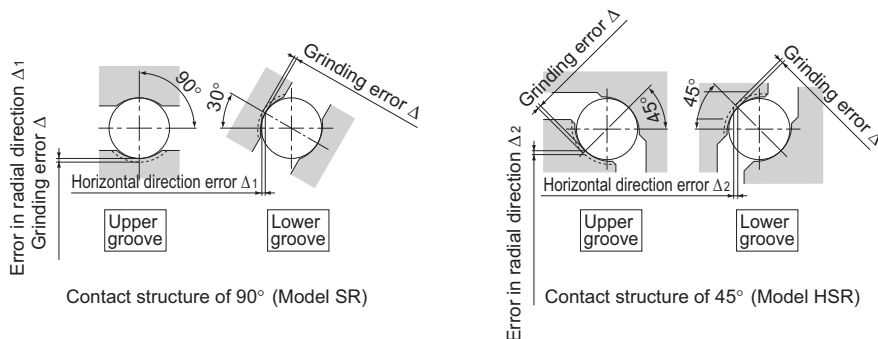 Error in radial direction Δ1
Grinding error Δ
90°
30°
Grinding error Δ
Horizontal direction error Δ1
Upper
groove
Lower
groove
Contact structure of 90° (Model SR)
Error in radial direction Δ2
Grinding error Δ
45°
45°
Grinding error Δ
Horizontal direction error Δ2
Upper
groove
Lower
groove
Contact structure of 45° (Model HSR)